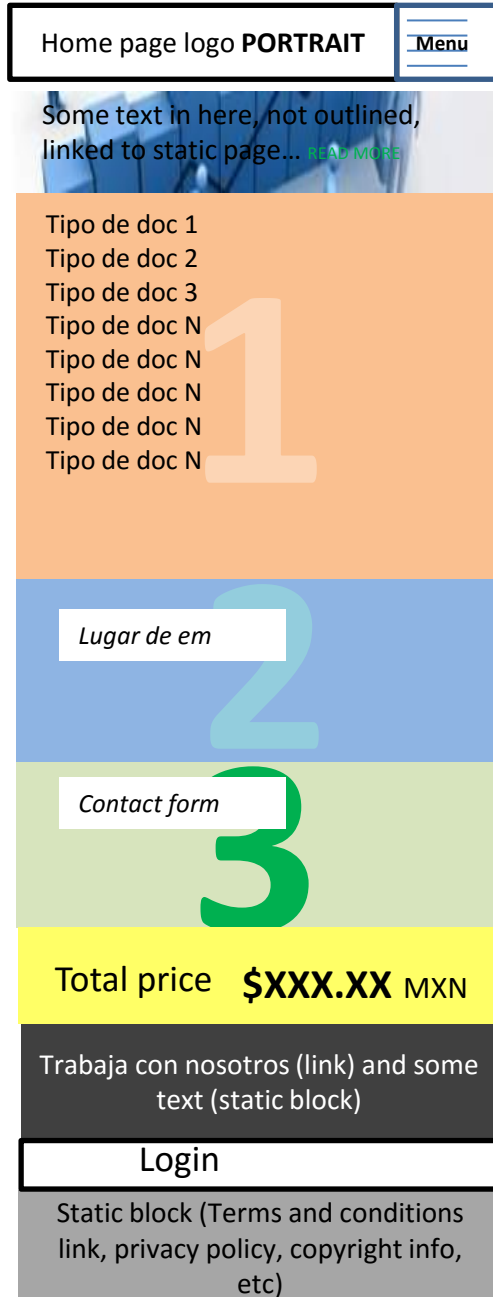 Home page logo PORTRAIT
Menu
Some text in here, not outlined,
linked to static page... READ MORE
Tipo de doc 1
Tipo de doc 2
Tipo de doc 3
Tipo de doc N
Tipo de doc N
Tipo de doc N
Tipo de doc N
Tipo de doc N
1
2
Lugar de em
3
Contact form
Total price $XXX.XX MXN
Trabaja con nosotros (link) and some
text (static block)
Login
Static block (Terms and conditions
link, privacy policy, copyright info,
etc)